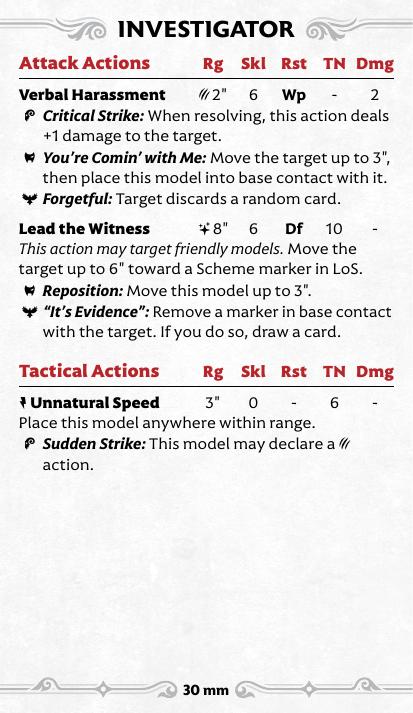 INVESTIGATOR
Attack Actions Rg Skl Rst TN Dmg
Verbal Harassment 2" 6 Wp - 2
Critical Strike: When resolving, this action deals
+1 damage to the target.
You're Comin' with Me: Move the target up to 3",
then place this model into base contact with it.
Forgetful: Target discards a random card.
Lead the Witness 8" 6 Df 10 -
This action may target friendly models. Move the
target up to 6" toward a Scheme marker in LoS.
Reposition: Move this model up to 3".
“It's Evidence”: Remove a marker in base contact
with the target. If you do so, draw a card.
Tactical Actions Rg Skl Rst TN Dmg
Unnatural Speed 3" 0 - 6 -
Place this model anywhere within range.
Sudden Strike: This model may declare a
action.
30 mm